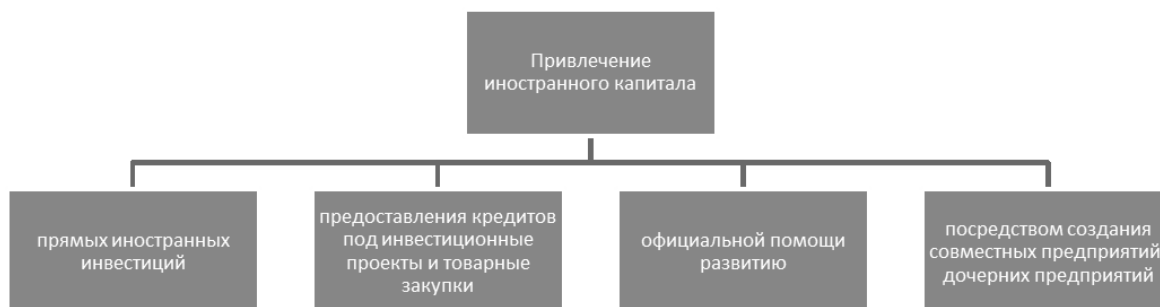 Привлечение
иностранного капитала
прямых иностранных
инвестиций
предоставления кредитов
под инвестиционные
проекты и товарные
закупки
официальной помощи
развитию
посредством создания
совместных предприятий,
дочерних предприятий